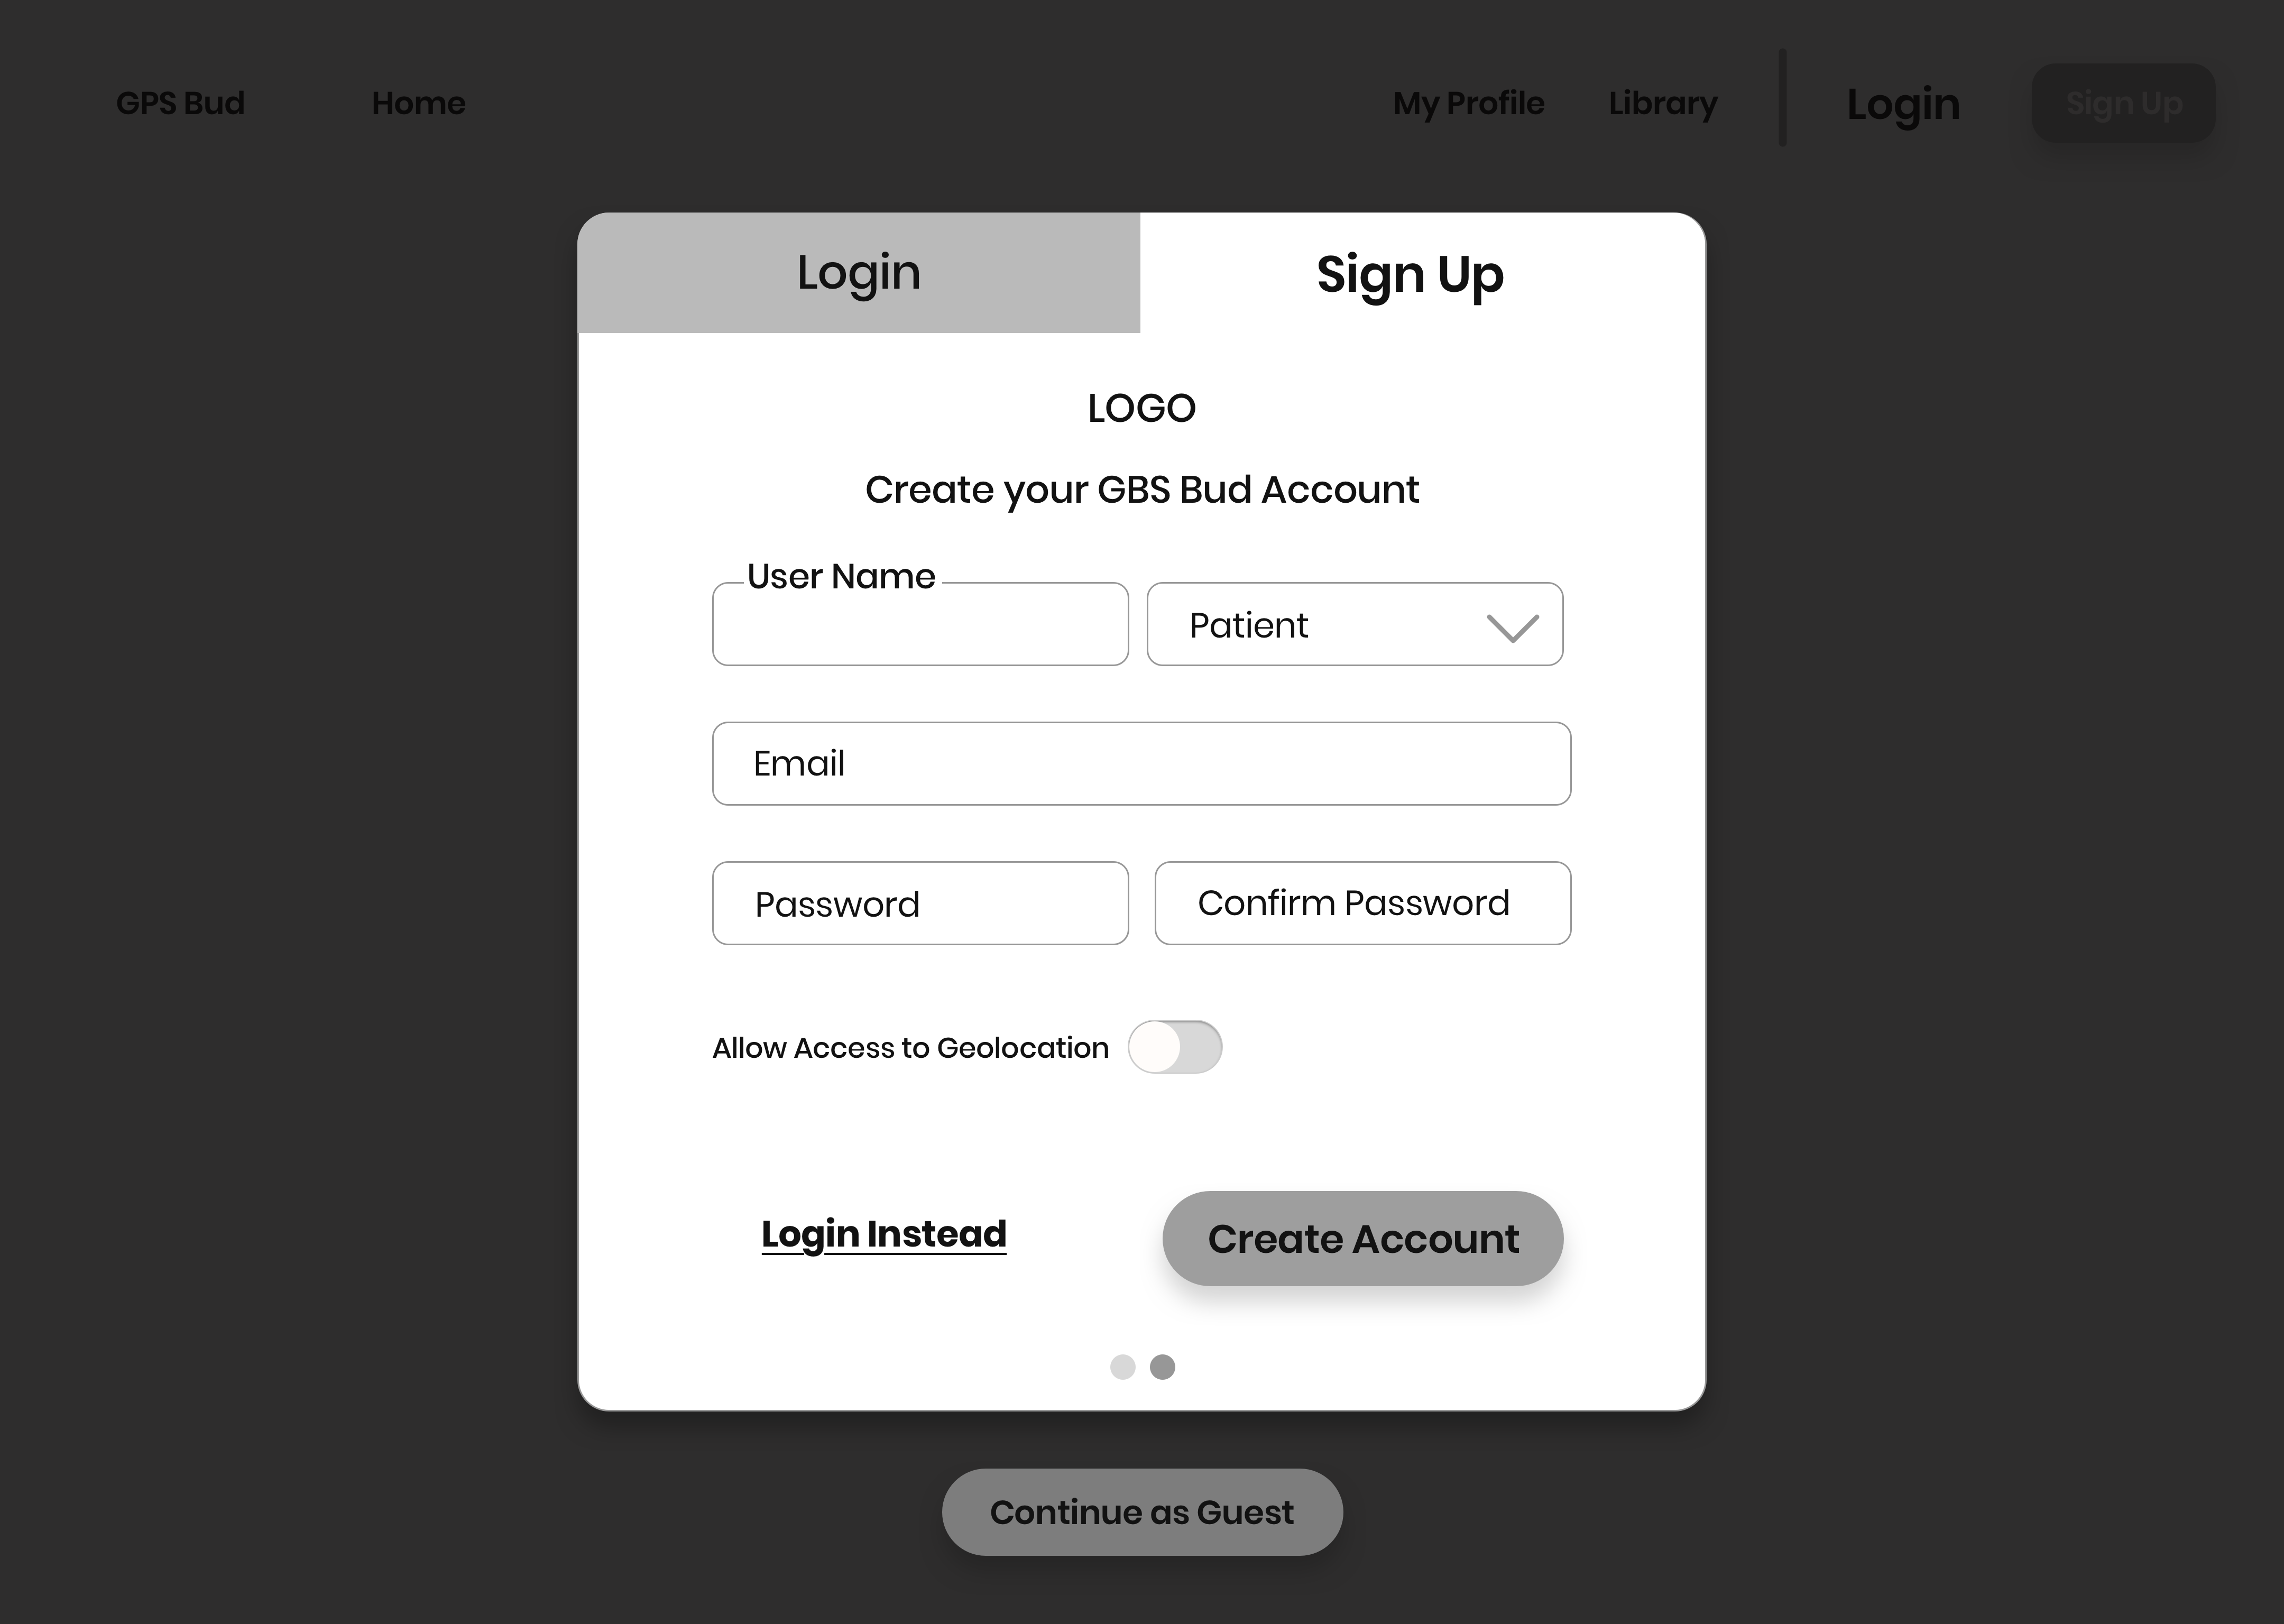 GPS Bud Home My Profile Library Login Sign Up
Login Sign Up
LOGO
Create your GBS Bud Account
User Name
Patient
Email
Password Confirm Password
Allow Access to Geolocation
Login Instead Create Account
Continue as Guest